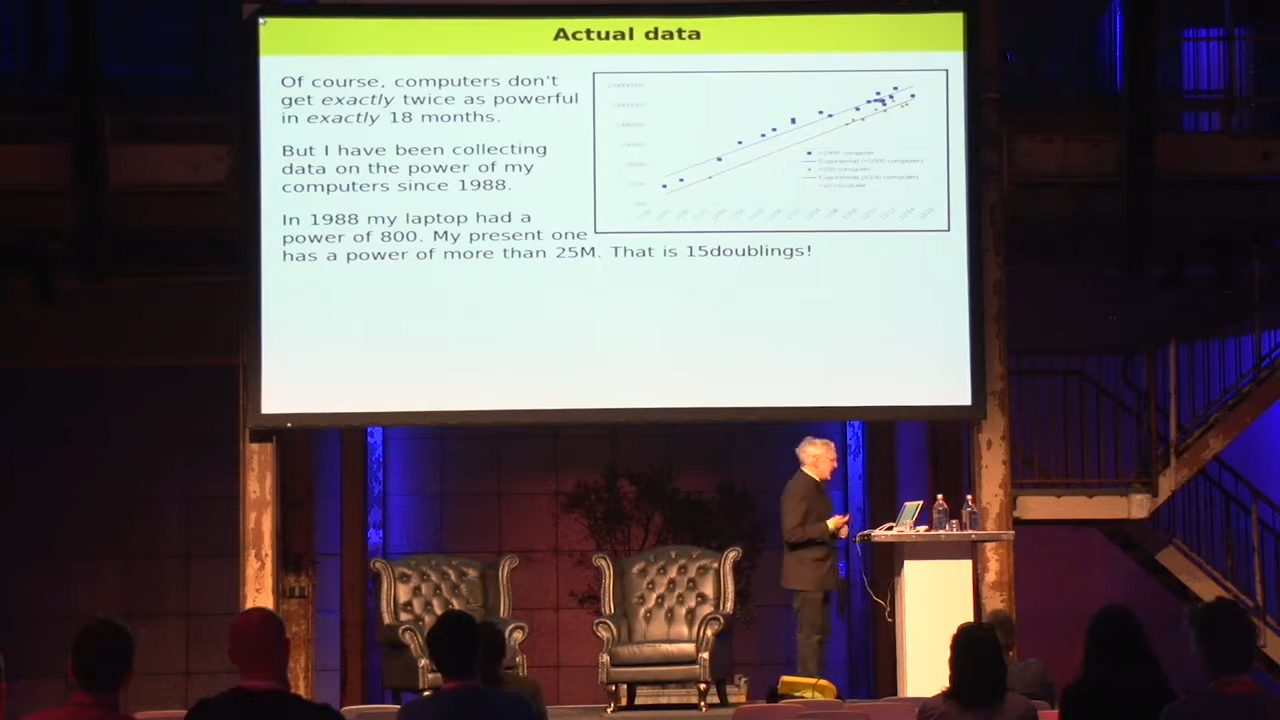 Actual data
Of course, computers don't
get exactly twice as powerful
in exactly 18 months.
But I have been collecting
data on the power of my
computers since 1988.
In 1988 my laptop had a
power of 800. My present one
has a power of more than 25M. That is 15doublings!